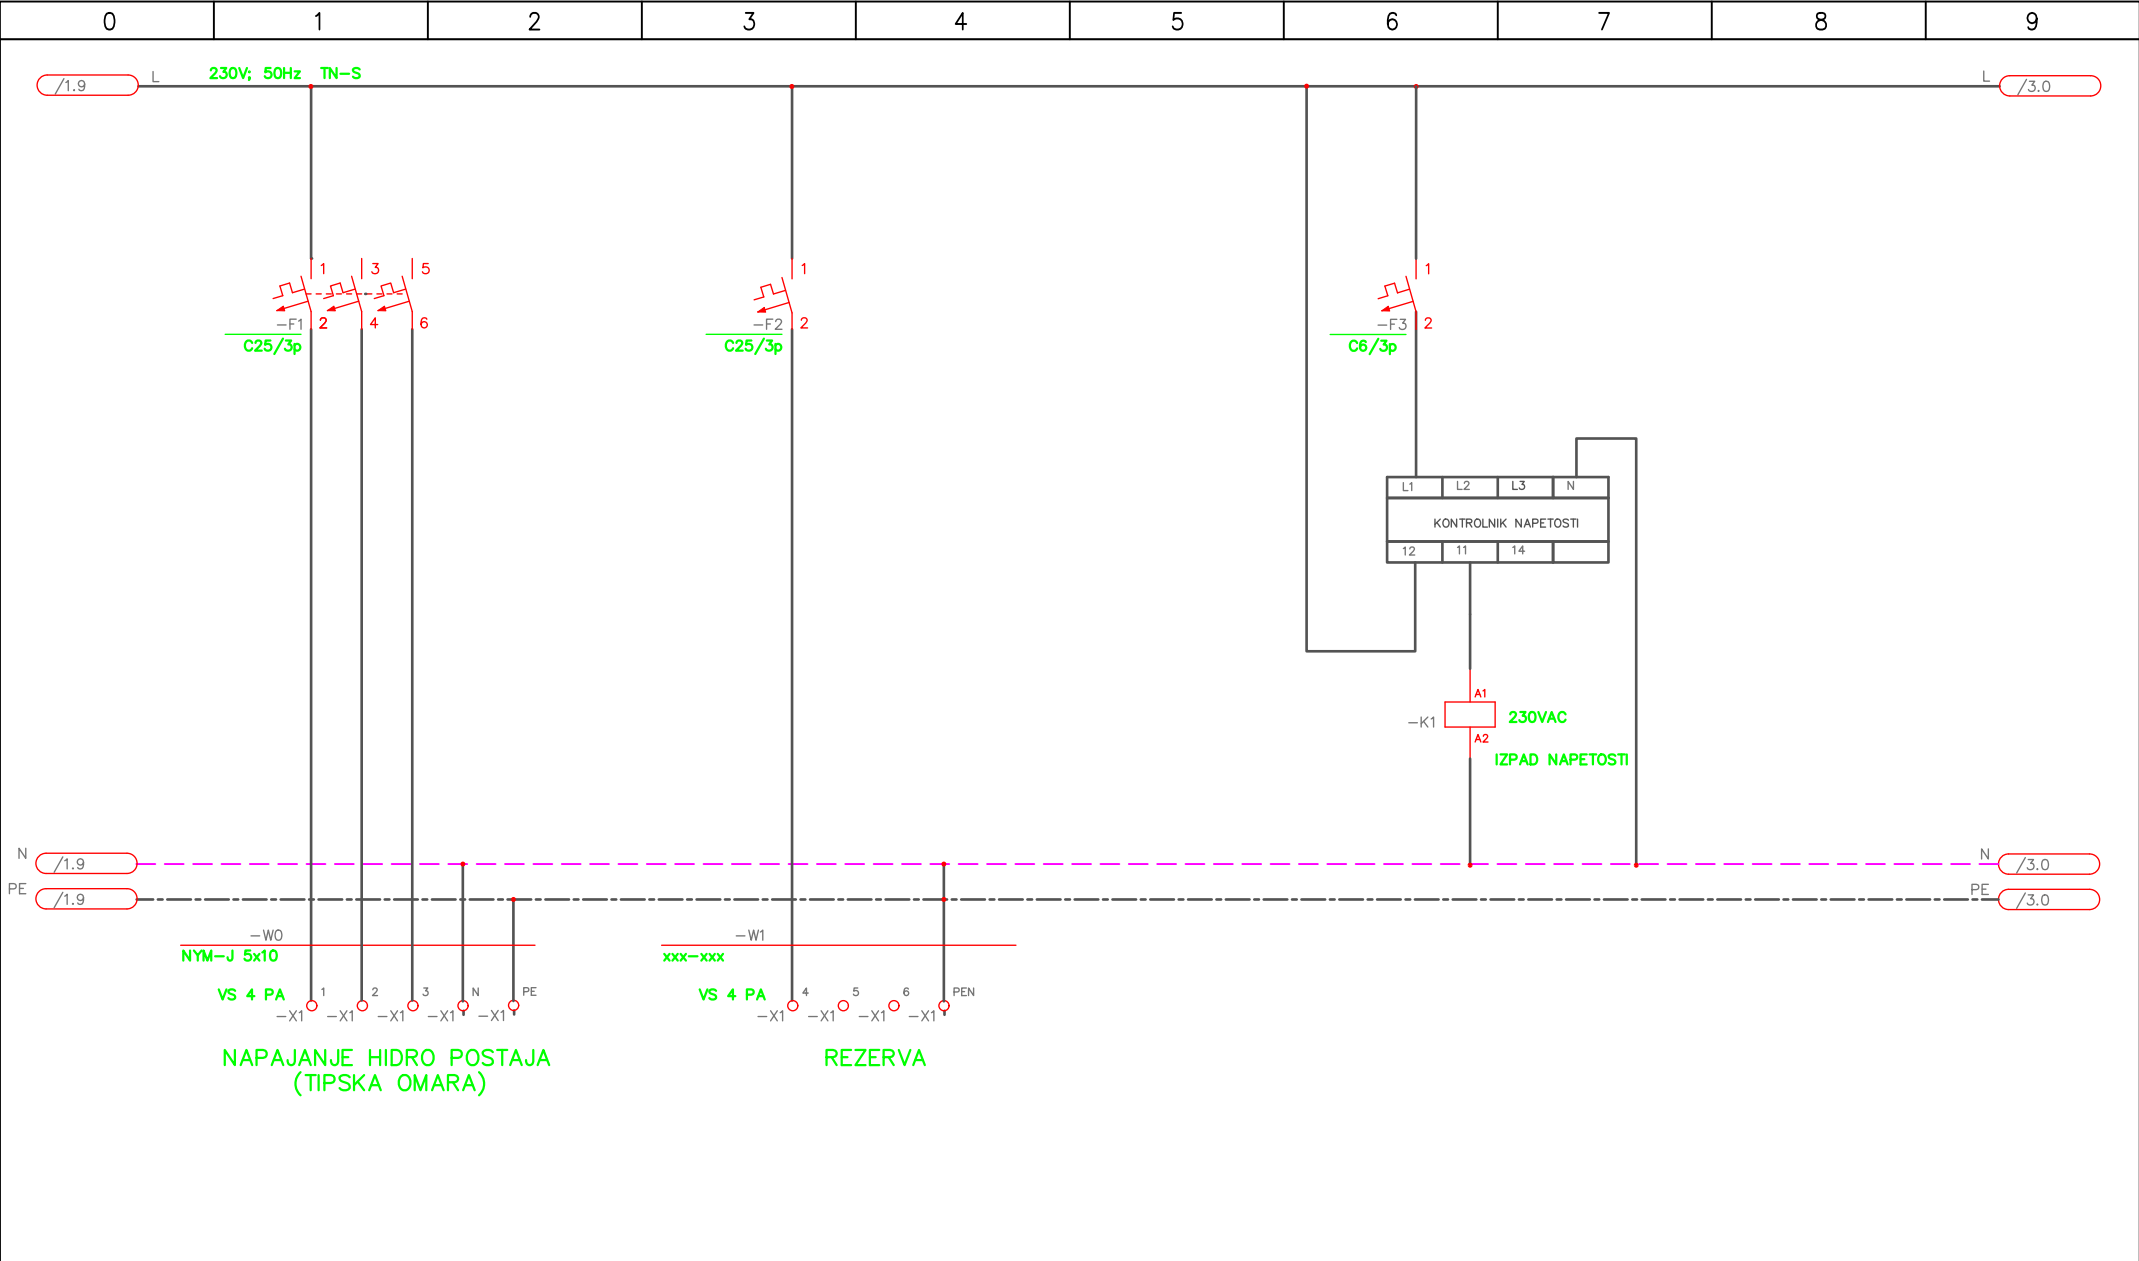 0 1 2 3 4 5 6 7 8 9
/1.9 L 230V; 50Hz TN-S L /3.0
1 3 5 1 1
-F1 2 4 6 -F2 2 -F3 2
C25/3p C25/3p C6/3p
L1 L2 L3 N
KONTROLNIK NAPETOSTI
12 11 14
A1
-K1 230VAC
A2
IZPAD NAPETOSTI
N /1.9 N /3.0
PE /1.9 PE /3.0
-W0 -W1
NYM-J 5x10 xxx-xxx
VS 4 PA 1 2 3 N PE VS 4 PA 4 5 6 PEN
-X1 -X1 -X1 -X1 -X1 -X1 -X1 -X1 -X1
NAPAJANJE HIDRO POSTAJA REZERVA
(TIPSKA OMARA)